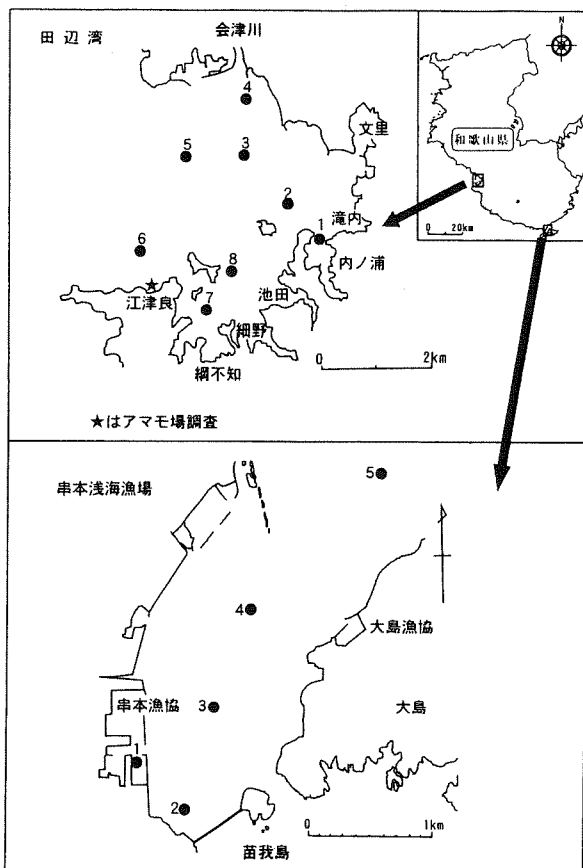 田辺湾
会津川
4
文里
5
3
2
滝内
1
6
8
内ノ浦
池田
江津良
7
細野
綱不知
0 2km
★はアマモ場調査
N
和歌山県
0 20km
串本浅海漁場
5
4
大島漁協
串本漁協
3
大島
1
2
苗我島
0 1km